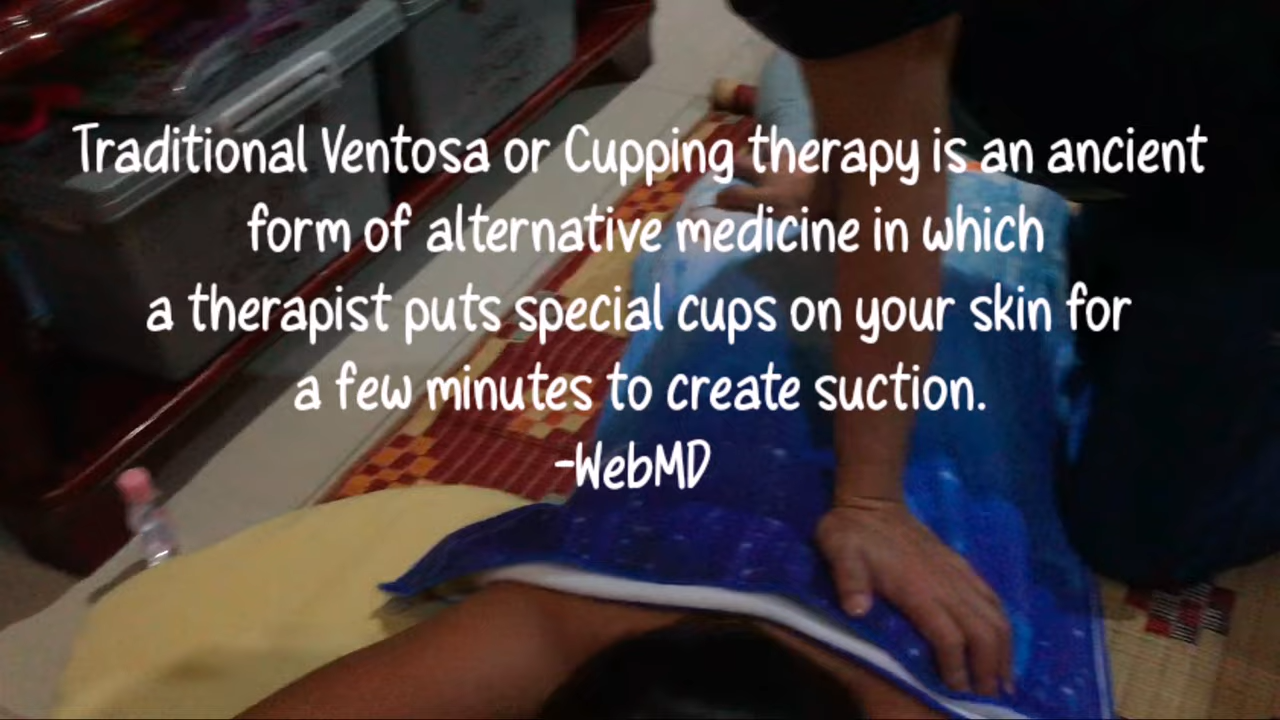 Traditional Ventosa or Cupping therapy is an ancient
form of alternative medicine in which
a therapist puts special cups on your skin for
a few minutes to create suction.
-WebMD